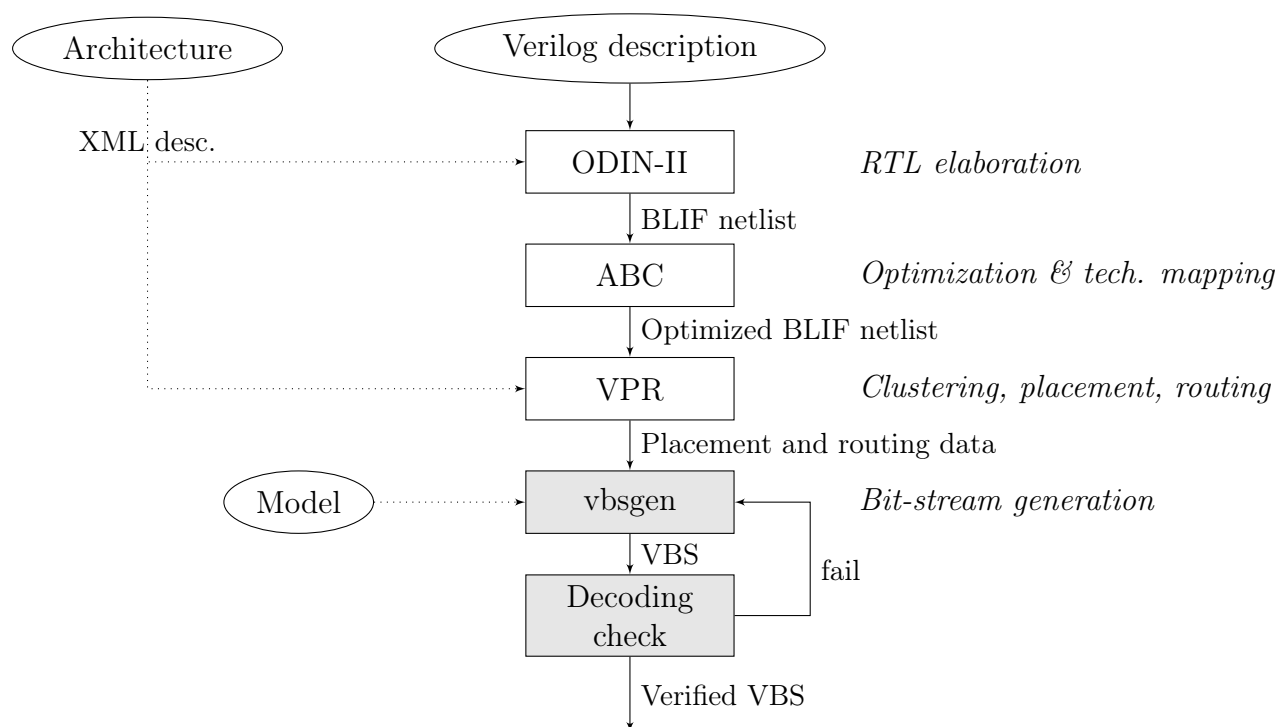 Architecture
Verilog description
XML desc.
ODIN-II
RTL elaboration
BLIF netlist
ABC
Optimization & tech. mapping
Optimized BLIF netlist
VPR
Clustering, placement, routing
Placement and routing data
Model
vbsgen
Bit-stream generation
VBS
fail
Decoding
check
Verified VBS